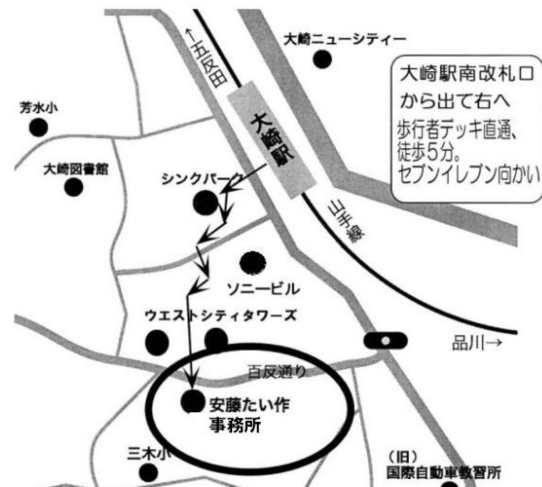 ←五反田
大崎ニューシティー
大崎駅南改札口
から出て右へ
歩行者デッキ直通、
徒歩5分。
セブンイレブン向かい
芳水小
大崎駅
大崎図書館
シンクパーク
山手線
ソニービル
ウエストシティタワーズ
品川→
百反通り
安藤たい作
事務所
三木小
(旧)
国際自動車教習所